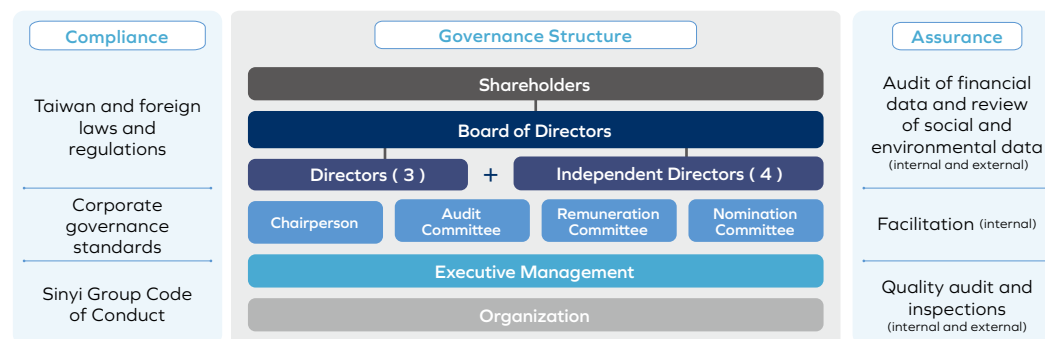 Compliance
Taiwan and foreign
laws and
regulations
Corporate
governance
standards
Sinyi Group Code
of Conduct
Governance Structure
Shareholders
Board of Directors
Directors ( 3 )
+
Independent Directors ( 4 )
Chairperson
Audit
Committee
Remuneration
Committee
Nomination
Committee
Executive Management
Organization
Assurance
Audit of financial
data and review
of social and
environmental data
(internal and external)
Facilitation (internal)
Quality audit and
inspections
(internal and external)